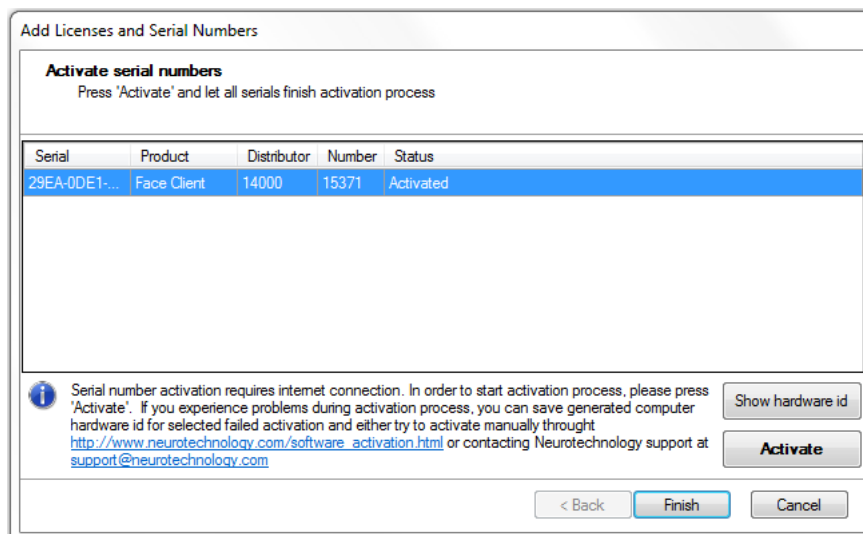 Add Licenses and Serial Numbers
Activate serial numbers
Press 'Activate' and let all serials finish activation process
Serial Product Distributor Number Status
29EA-0DE1-... Face Client 14000 15371 Activated
Serial number activation requires internet connection. In order to start activation process, please press
'Activate'. If you experience problems during activation process, you can save generated computer
hardware id for selected failed activation and either try to activate manually throught
http://www.neurotechnology.com/software_activation.html or contacting Neurotechnology support at
support@neurotechnology.com
Show hardware id
Activate
< Back Finish Cancel